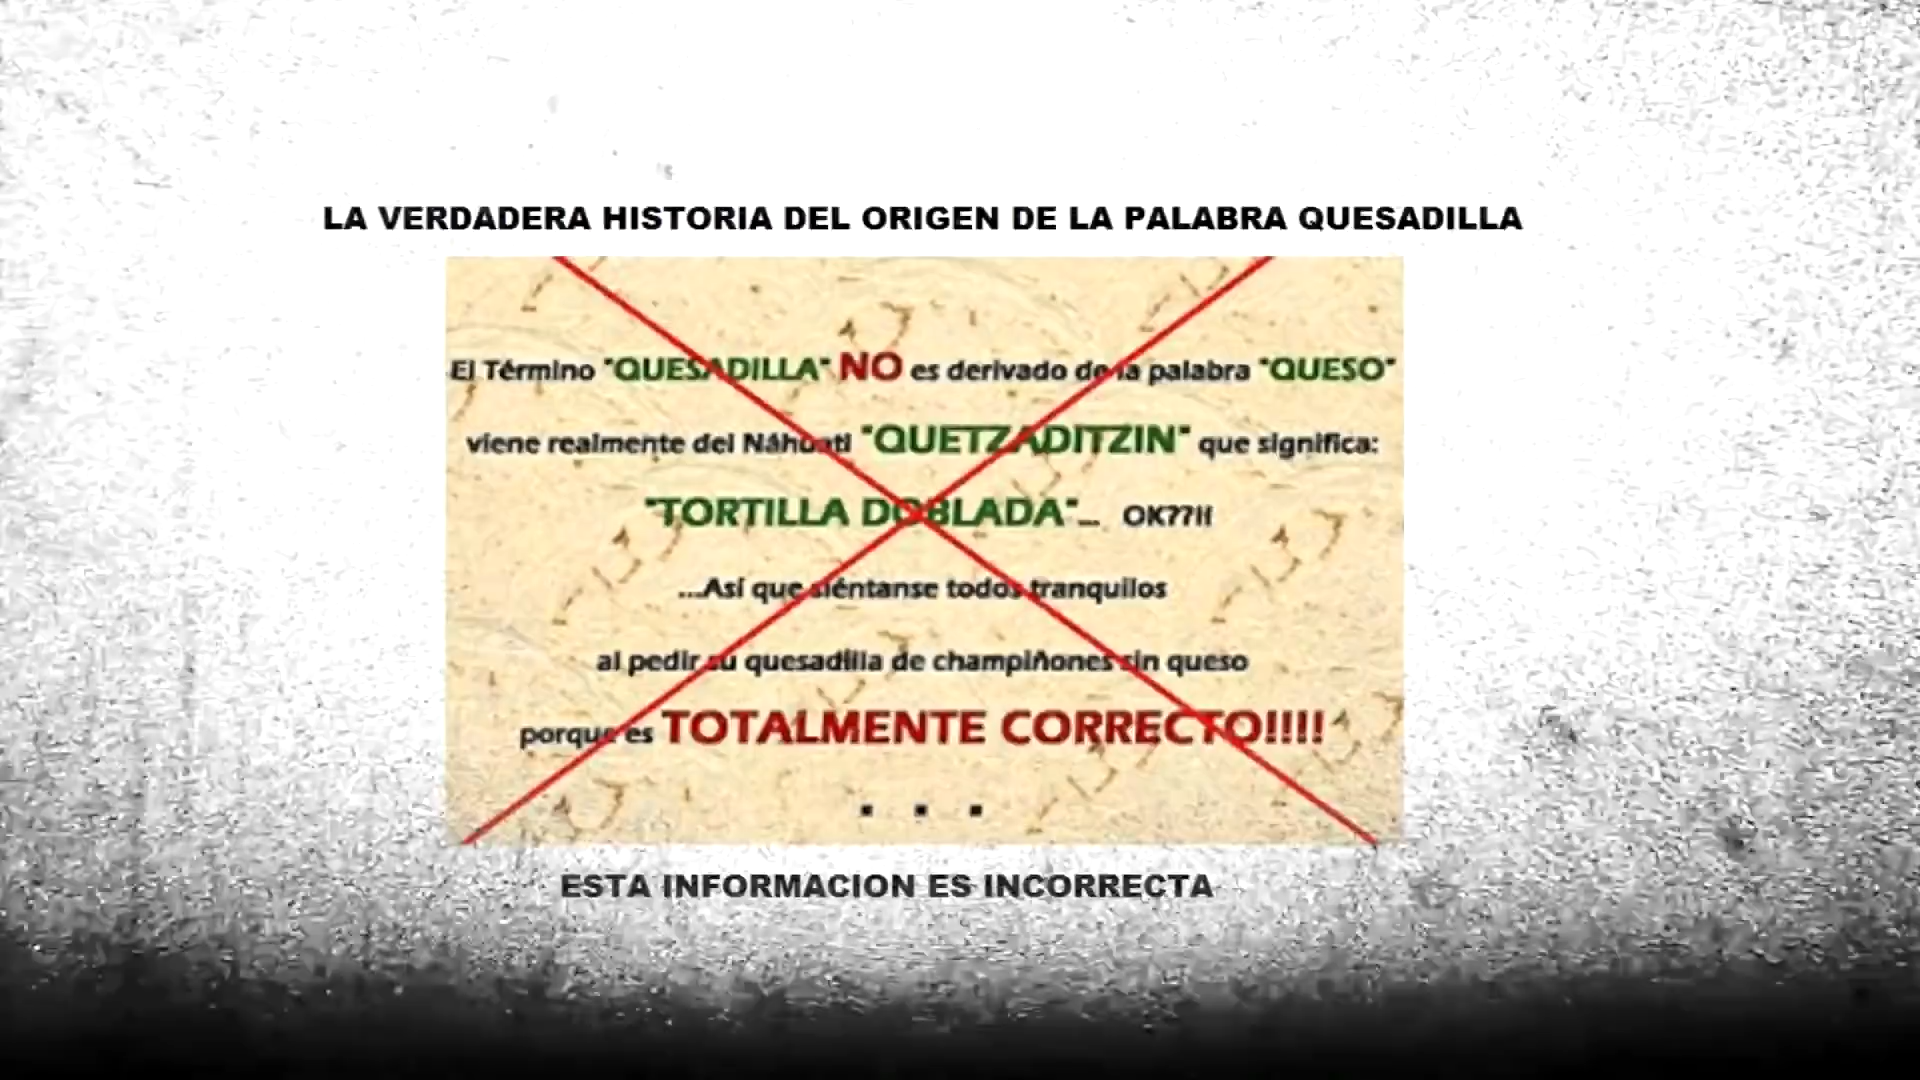 LA VERDADERA HISTORIA DEL ORIGEN DE LA PALABRA QUESADILLA
El Término "QUESADILLA" NO es derivado de la palabra "QUESO"
viene realmente del Náhuatl "QUETZADITZIN" que significa:
"TORTILLA DOBLADA"... OK??!!
...Así que siéntanse todos tranquilos
al pedir su quesadilla de champiñones sin queso
porque es TOTALMENTE CORRECTO!!!!
. . .
ESTA INFORMACION ES INCORRECTA